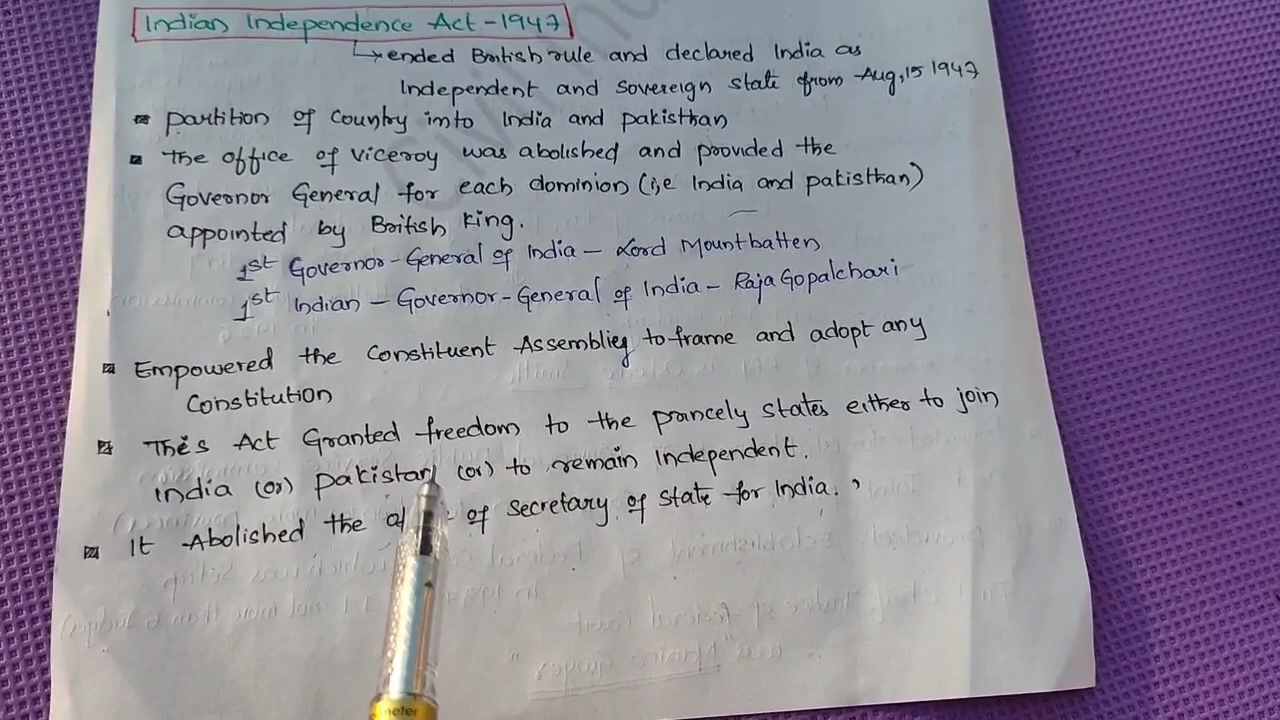 Indian Independence Act - 1947
→ ended British rule and declared India as
Independent and Sovereign state from Aug, 15 1947
partition of Country into India and pakisthan
the office of viceroy was abolished and provided the
Governor General for each dominion (i,e India and pakisthan)
appointed by British king.
1st Governor-General of India - Lord Mountbatten
1st Indian - Governor-General of India - Raja Gopalchari
Empowered the Constituent Assemblies to frame and adopt any
Constitution
This Act Granted freedom to the prancely states either to join
India (or) pakistan (or) to remain independent.
It Abolished the of secretary of state for India.
meter